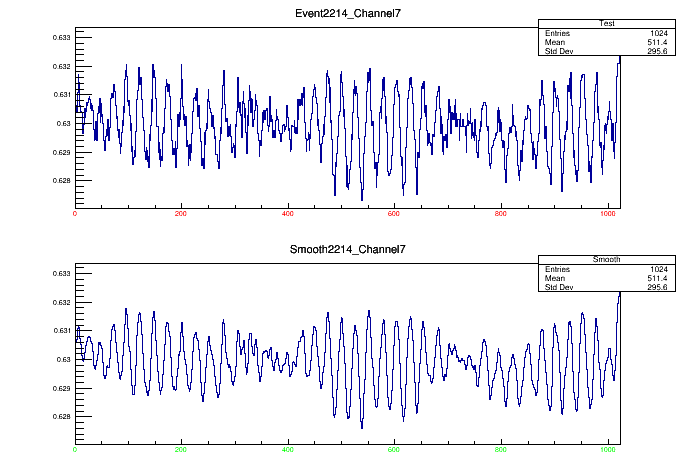 Event2214_Channel7
Test
Entries 1024
Mean 511.4
Std Dev 295.6
0.633
0.632
0.631
0.63
0.629
0.628
0 200 400 600 800 1000
Smooth2214_Channel7
Smooth
Entries 1024
Mean 511.4
Std Dev 295.6
0.633
0.632
0.631
0.63
0.629
0.628
0 200 400 600 800 1000